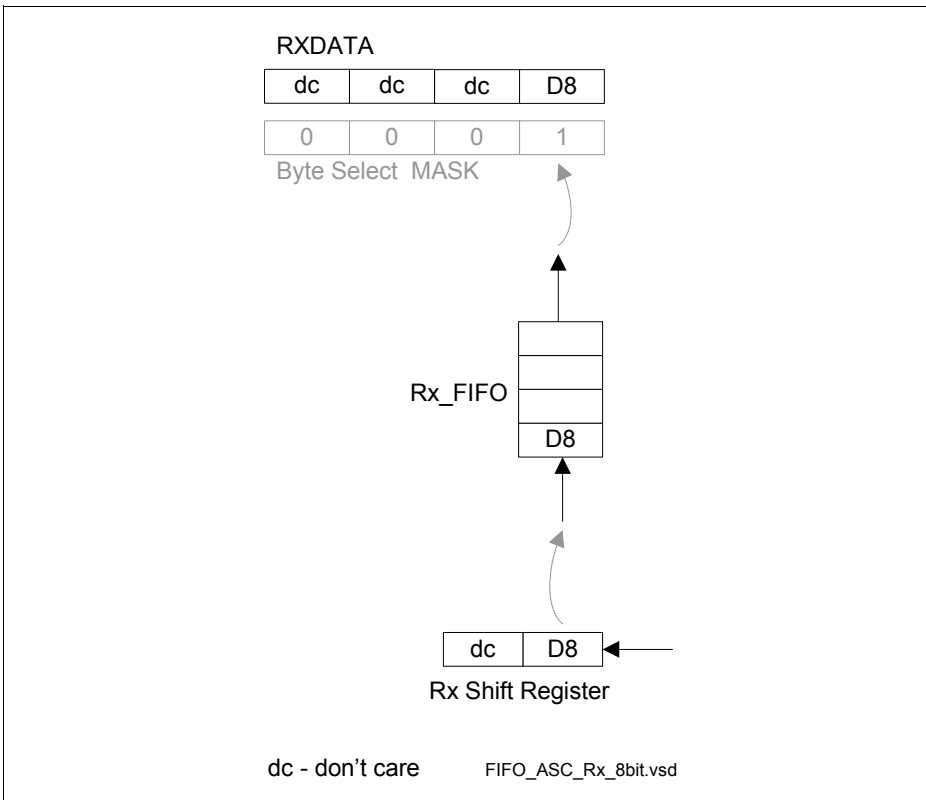 RXDATA
dc dc dc D8
0 0 0 1
Byte Select MASK
Rx_FIFO
D8
dc D8
Rx Shift Register
dc - don't care FIFO_ASC_Rx_8bit.vsd